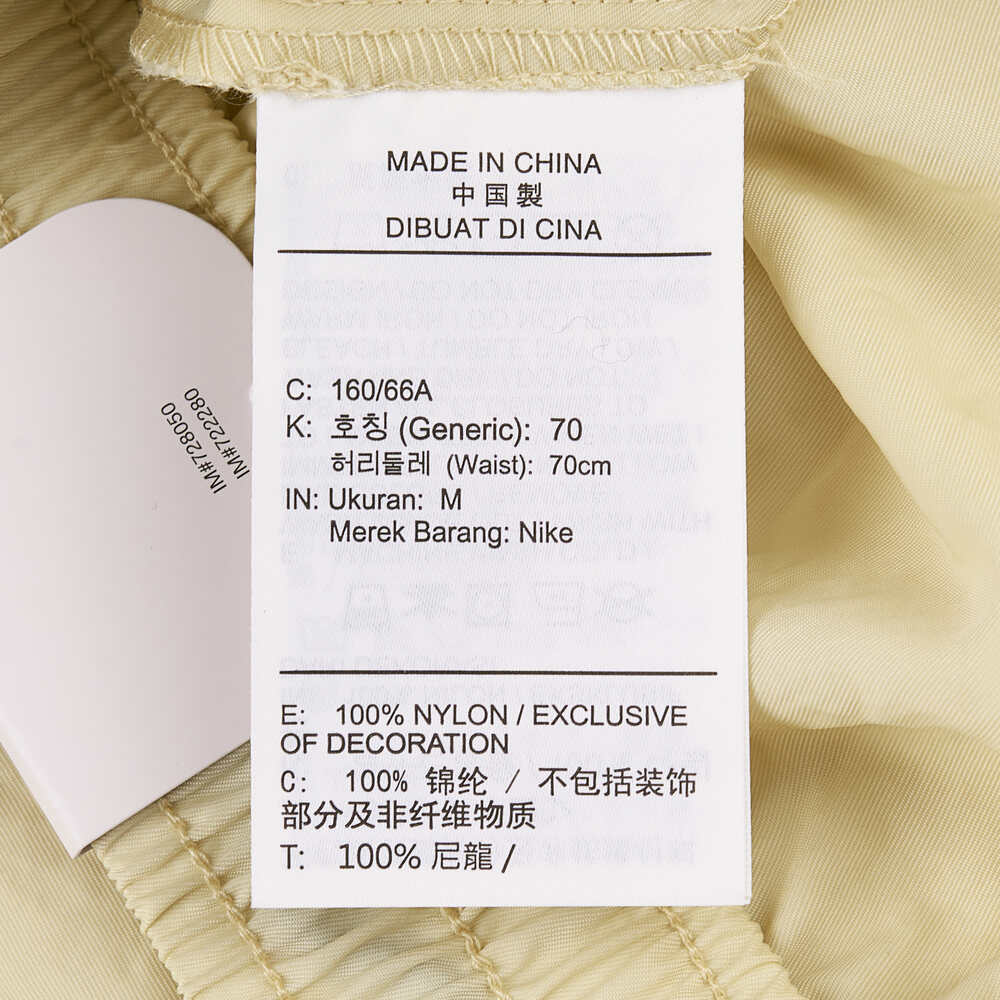 MADE IN CHINA
中国製
DIBUAT DI CINA
C: 160/66A
K: 호칭 (Generic): 70
허리둘레 (Waist): 70cm
IN: Ukuran: M
Merek Barang: Nike
E: 100% NYLON / EXCLUSIVE
OF DECORATION
C: 100% 锦纶 / 不包括装饰
部分及非纤维物质
T: 100% 尼龍 /
IM#728050
IM#722280